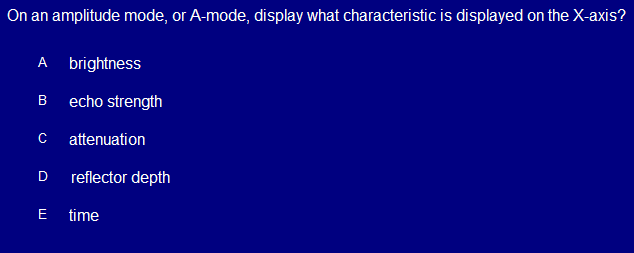 On an amplitude mode, or A-mode, display what characteristic is displayed on the X-axis?
A brightness
B echo strength
C attenuation
D reflector depth
E time